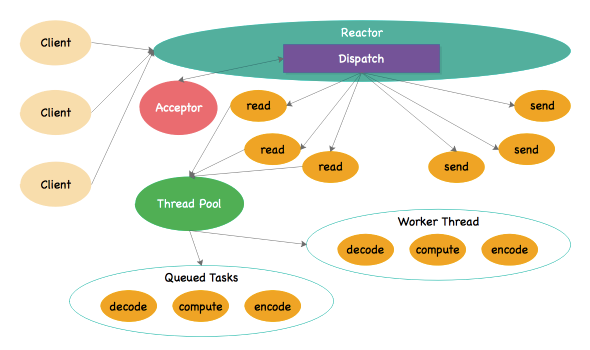 Client
Reactor
Dispatch
Client
Acceptor
read
send
read
send
read
send
Client
Thread Pool
Worker Thread
decode
compute
encode
Queued Tasks
decode
compute
encode